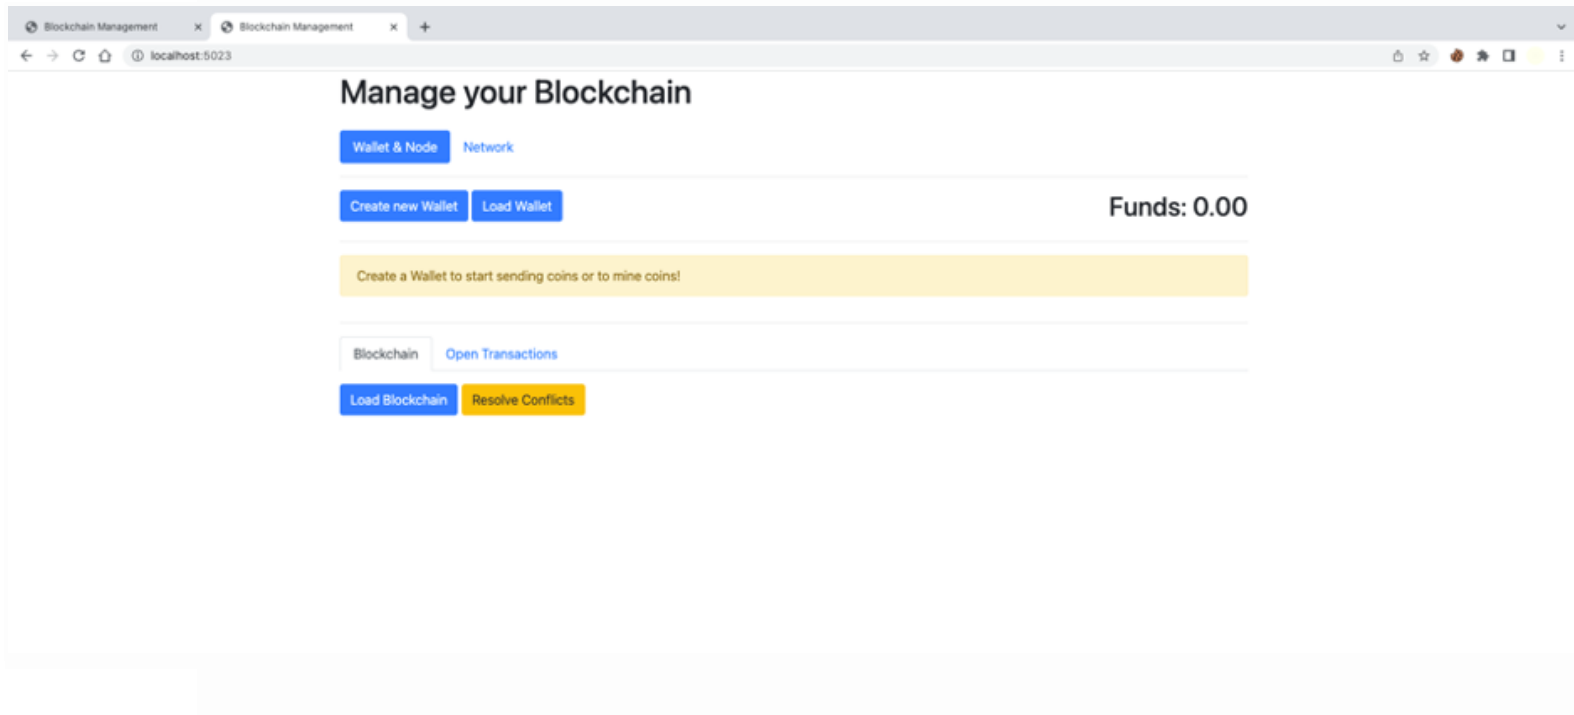 Blockchain Management Blockchain Management
localhost:5023
Manage your Blockchain
Wallet & Node Network
Create new Wallet Load Wallet Funds: 0.00
Create a Wallet to start sending coins or to mine coins!
Blockchain Open Transactions
Load Blockchain Resolve Conflicts